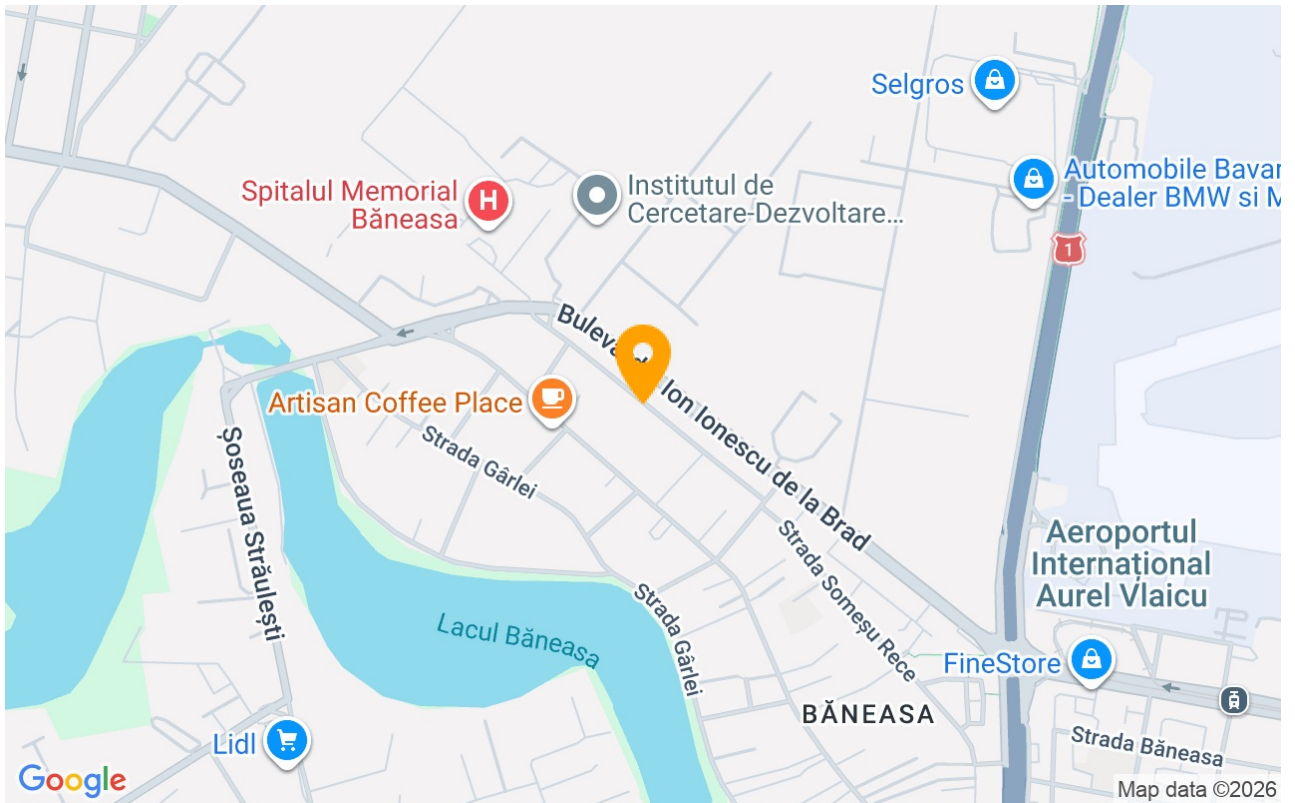 Selgros
Automobile Bavar
- Dealer BMW si M
Spitalul Memorial
Băneasa
H
Institutul de
Cercetare-Dezvoltare...
1
Ion Ionescu de la Brad
Artisan Coffee Place
Strada Gârlei
Șoseaua Străulești
Strada Someșu Rece
Aeroportul
Internațional
Aurel Vlaicu
Lacul Băneasa
Strada Gârlei
FineStore
BĂNEASA
Lidl
Strada Băneasa
Google
Map data ©2026